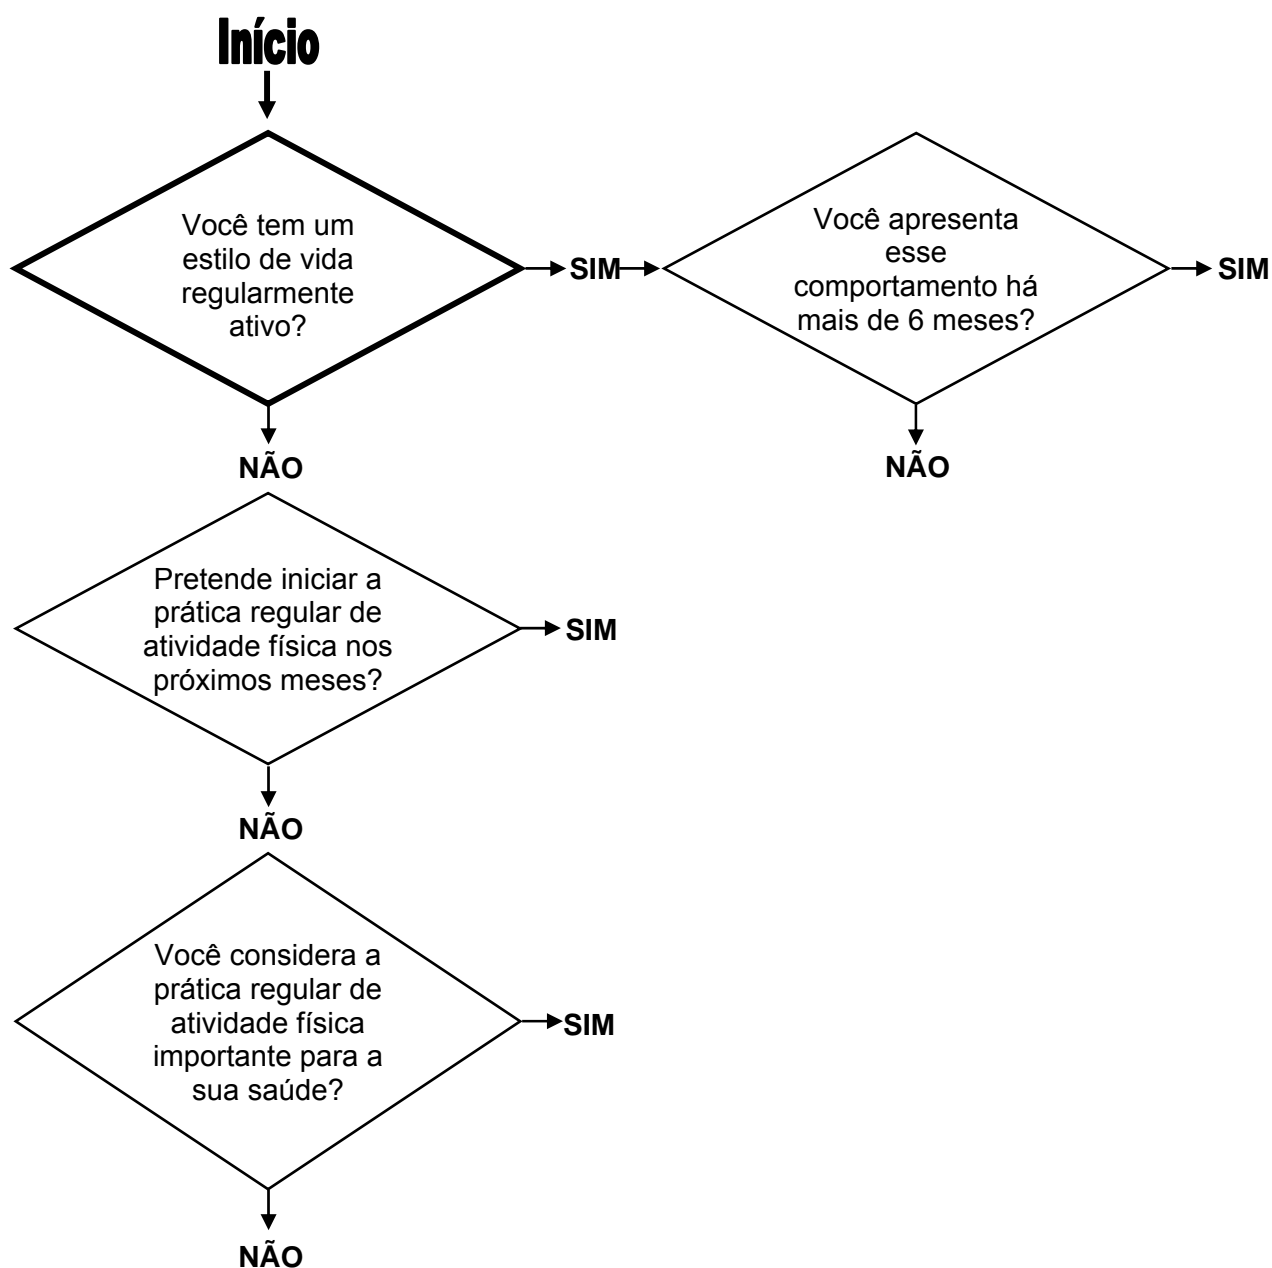 Início
Você tem um
estilo de vida
regularmente
ativo?
SIM
Você apresenta
esse
comportamento há
mais de 6 meses?
SIM
NÃO
NÃO
Pretende iniciar a
prática regular de
atividade física nos
próximos meses?
SIM
NÃO
Você considera a
prática regular de
atividade física
importante para a
sua saúde?
SIM
NÃO